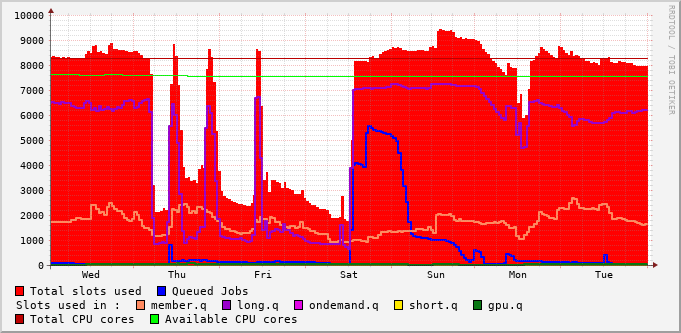 10000
9000
8000
7000
6000
5000
4000
3000
2000
1000
0
Wed Thu Fri Sat Sun Mon Tue
RRDTOOL / TOBI OETIKER
Total slots used Queued Jobs
Slots used in : member.q long.q ondemand.q short.q gpu.q
Total CPU cores Available CPU cores